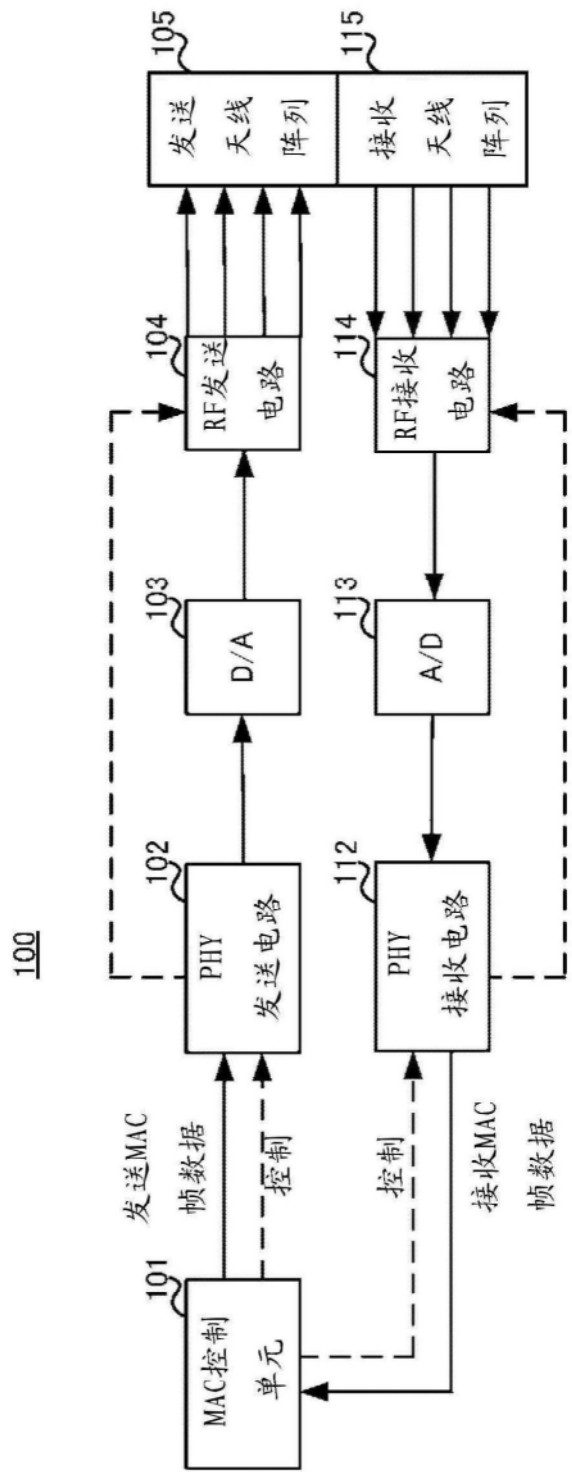 100
101
MAC控制
单元
发送MAC
帧数据
控制
102
PHY
发送电路
103
D/A
104
RF发送
电路
105
发送
天线
阵列
控制
接收MAC
帧数据
112
PHY
接收电路
113
A/D
114
RF接收
电路
115
接收
天线
阵列